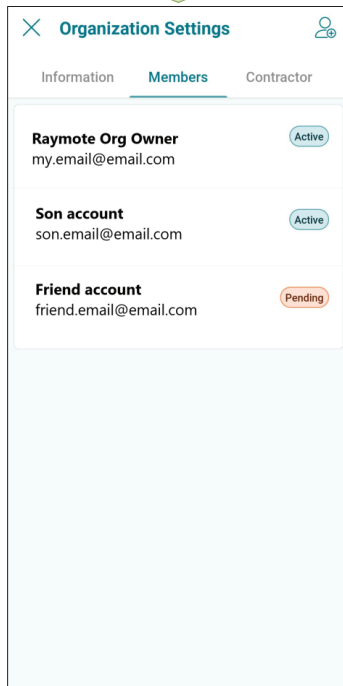 Organization Settings
Information Members Contractor
Raymote Org Owner Active
my.email@email.com
Son account Active
son.email@email.com
Friend account Pending
friend.email@email.com